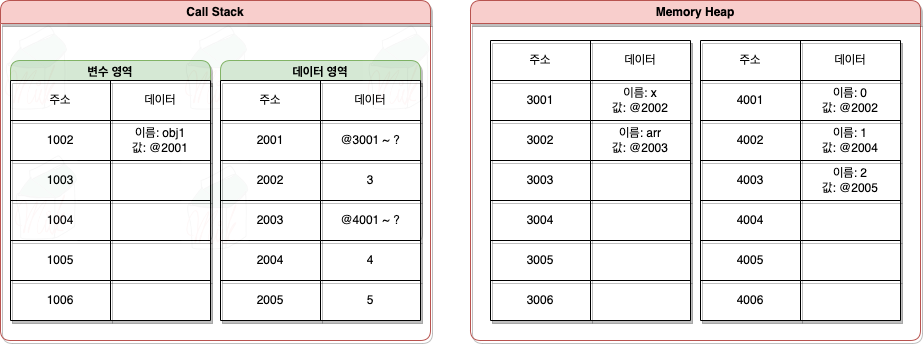 Call Stack
변수 영역
주소 데이터
1002 이름: obj1
값: @2001
1003
1004
1005
1006
데이터 영역
주소 데이터
2001 @3001 ~ ?
2002 3
2003 @4001 ~ ?
2004 4
2005 5
Memory Heap
주소 데이터
3001 이름: x
값: @2002
3002 이름: arr
값: @2003
3003
3004
3005
3006
주소 데이터
4001 이름: 0
값: @2002
4002 이름: 1
값: @2004
4003 이름: 2
값: @2005
4004
4005
4006